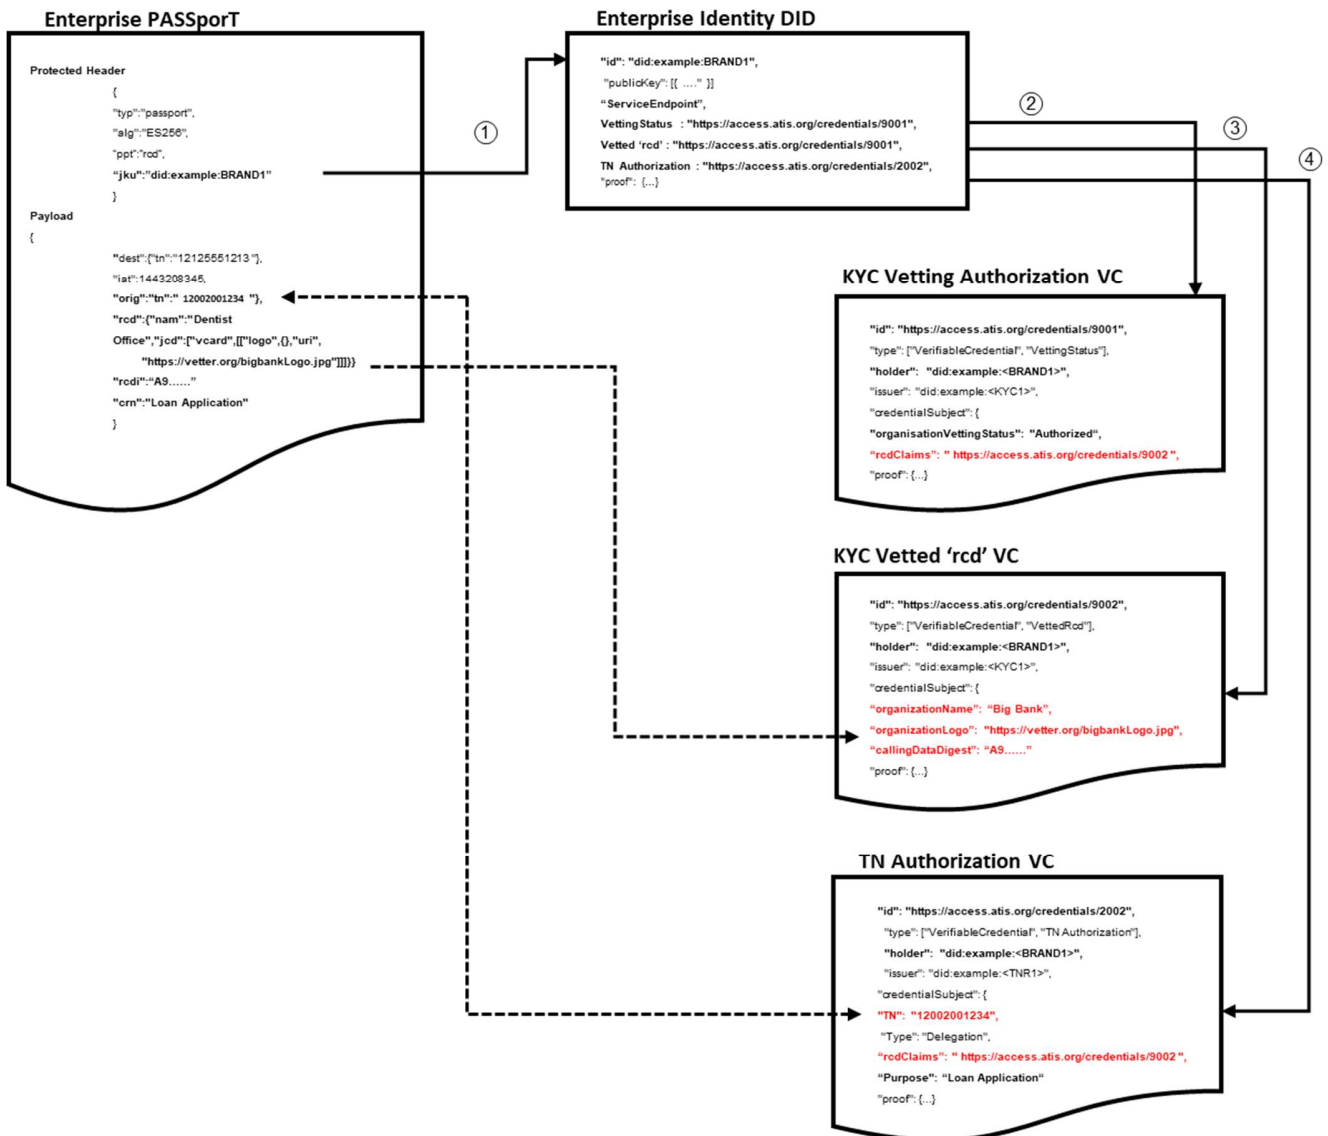 Enterprise PASSporT
Protected Header
{
"typ":"passport",
"alg":"ES256",
"ppt":"rcd",
“jku":"did:example:BRAND1"
}
Payload
{
"dest":{"tn":"12125551213"},
"iat":1443208345,
"orig":"tn":" 12002001234 "},
"rcd":{"nam":"Dentist
Office","jcd":["vcard",[["logo",{},"uri",
"https://vetter.org/bigbankLogo.jpg"]]]}}
"rcdi":“A9......”
"crn":"Loan Application"
}
①
Enterprise Identity DID
"id": "did:example:BRAND1",
"publicKey": [{ ...." }]
“ServiceEndpoint”,
VettingStatus : "https://access.atis.org/credentials/9001",
Vetted ‘rcd’ : "https://access.atis.org/credentials/9001",
TN Authorization : "https://access.atis.org/credentials/2002",
"proof": {...}
②
③
④
KYC Vetting Authorization VC
"id": "https://access.atis.org/credentials/9001",
"type": ["VerifiableCredential", "VettingStatus"],
"holder": "did:example:<BRAND1>",
"issuer": "did:example:<KYC1>",
"credentialSubject": {
"organisationVettingStatus": "Authorized“,
“rcdClaims”: " https://access.atis.org/credentials/9002 ",
"proof": {...}
KYC Vetted ‘rcd’ VC
"id": "https://access.atis.org/credentials/9002",
"type": ["VerifiableCredential", "VettedRcd"],
"holder": "did:example:<BRAND1>",
"issuer": "did:example:<KYC1>",
"credentialSubject": {
“organizationName”: “Big Bank”,
“organizationLogo”: "https://vetter.org/bigbankLogo.jpg",
“callingDataDigest”: “A9......”
"proof": {...}
TN Authorization VC
"id": "https://access.atis.org/credentials/2002",
"type": ["VerifiableCredential", "TN Authorization"],
"holder": "did:example:<BRAND1>",
"issuer": "did:example:<TNR1>",
"credentialSubject": {
"TN": "12002001234",
"Type": "Delegation",
“rcdClaims”: " https://access.atis.org/credentials/9002 ",
“Purpose": “Loan Application“
"proof": {...}